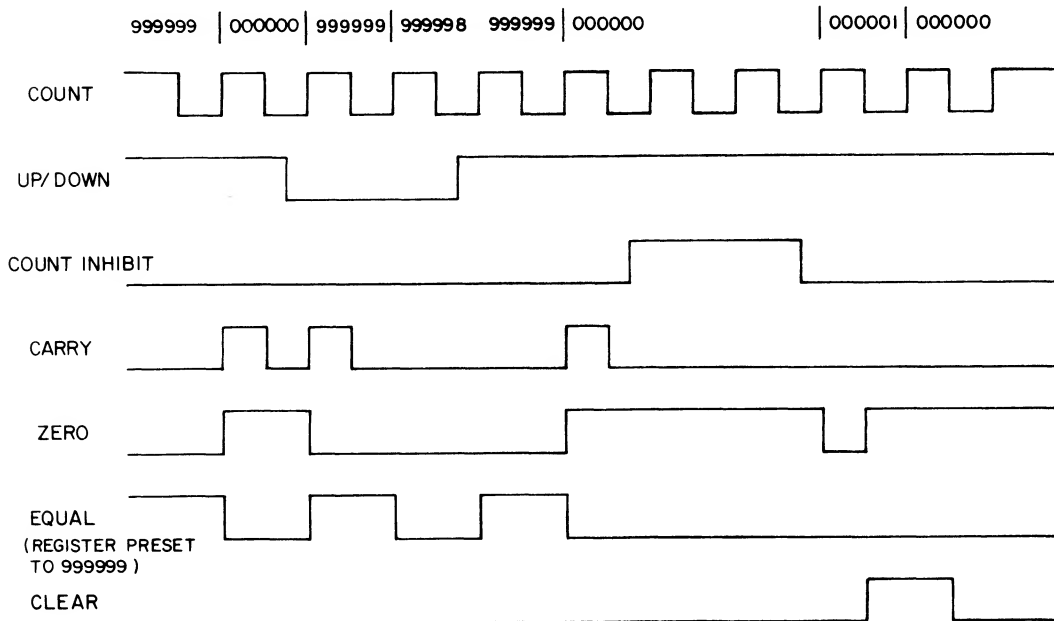 999999 000000 999999 999998 999999 000000 000001 000000
COUNT
UP/DOWN
COUNT INHIBIT
CARRY
ZERO
EQUAL
(REGISTER PRESET
TO 999999)
CLEAR